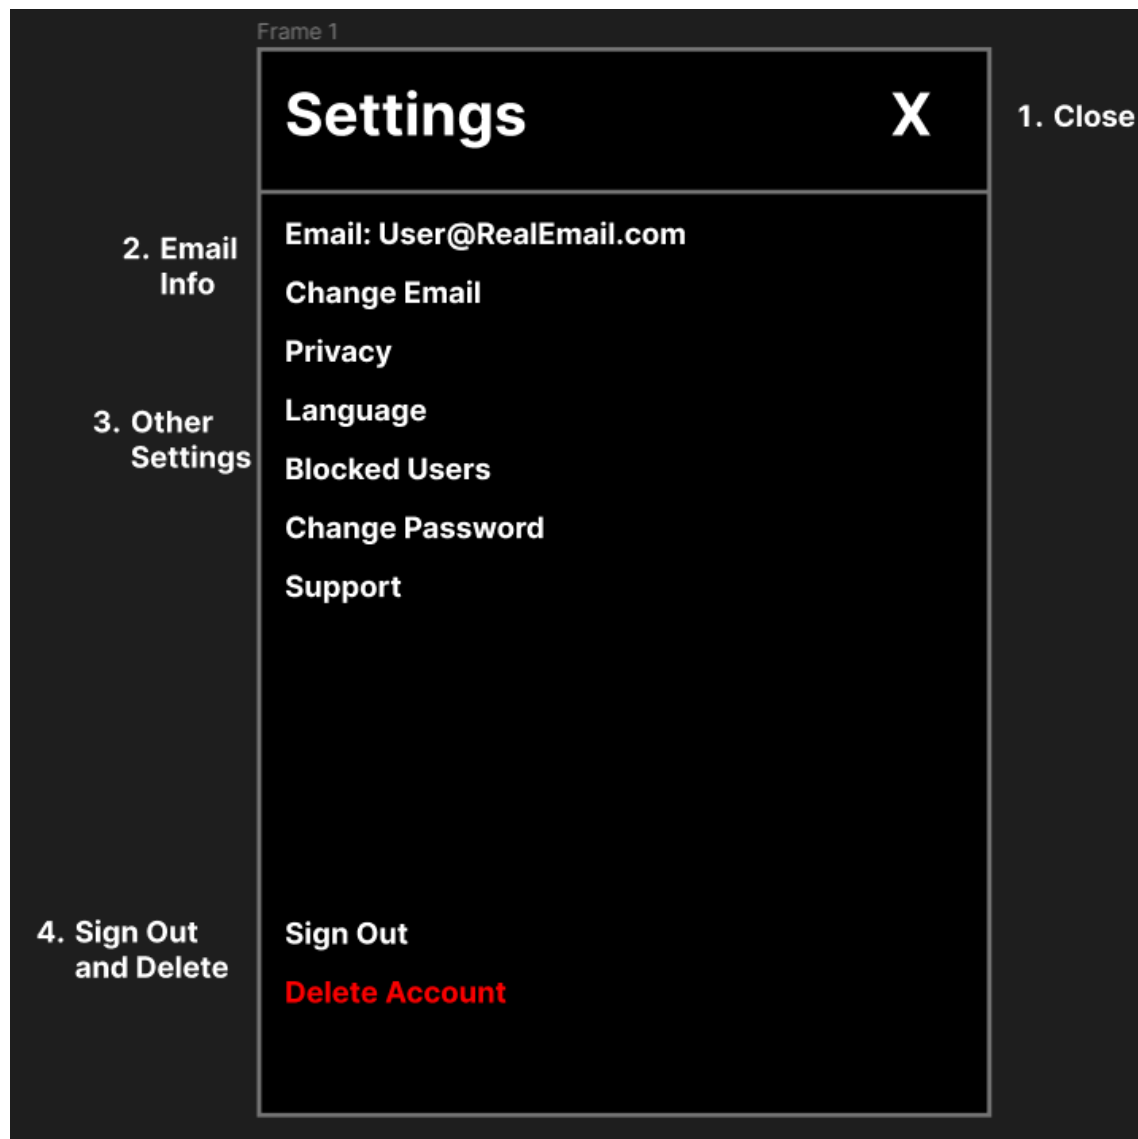 Frame 1
Settings
X
1. Close
2. Email
Info
Email: User@RealEmail.com
Change Email
Privacy
3. Other
Settings
Language
Blocked Users
Change Password
Support
4. Sign Out
and Delete
Sign Out
Delete Account